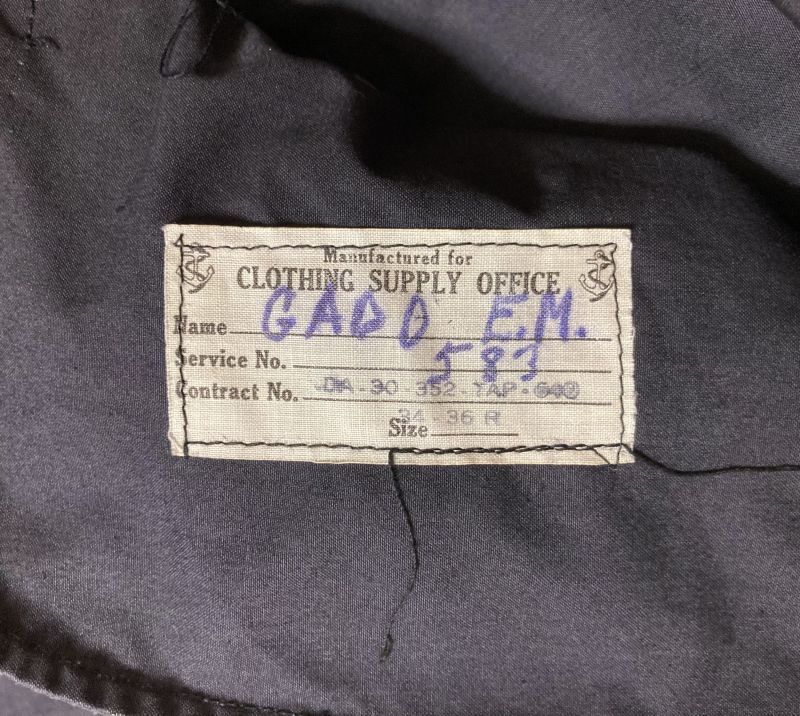 Manufactured for
CLOTHING SUPPLY OFFICE
Name GADD E.M.
Service No. 583
Contract No. DA-30-352-TAP-
Size 34-36 R